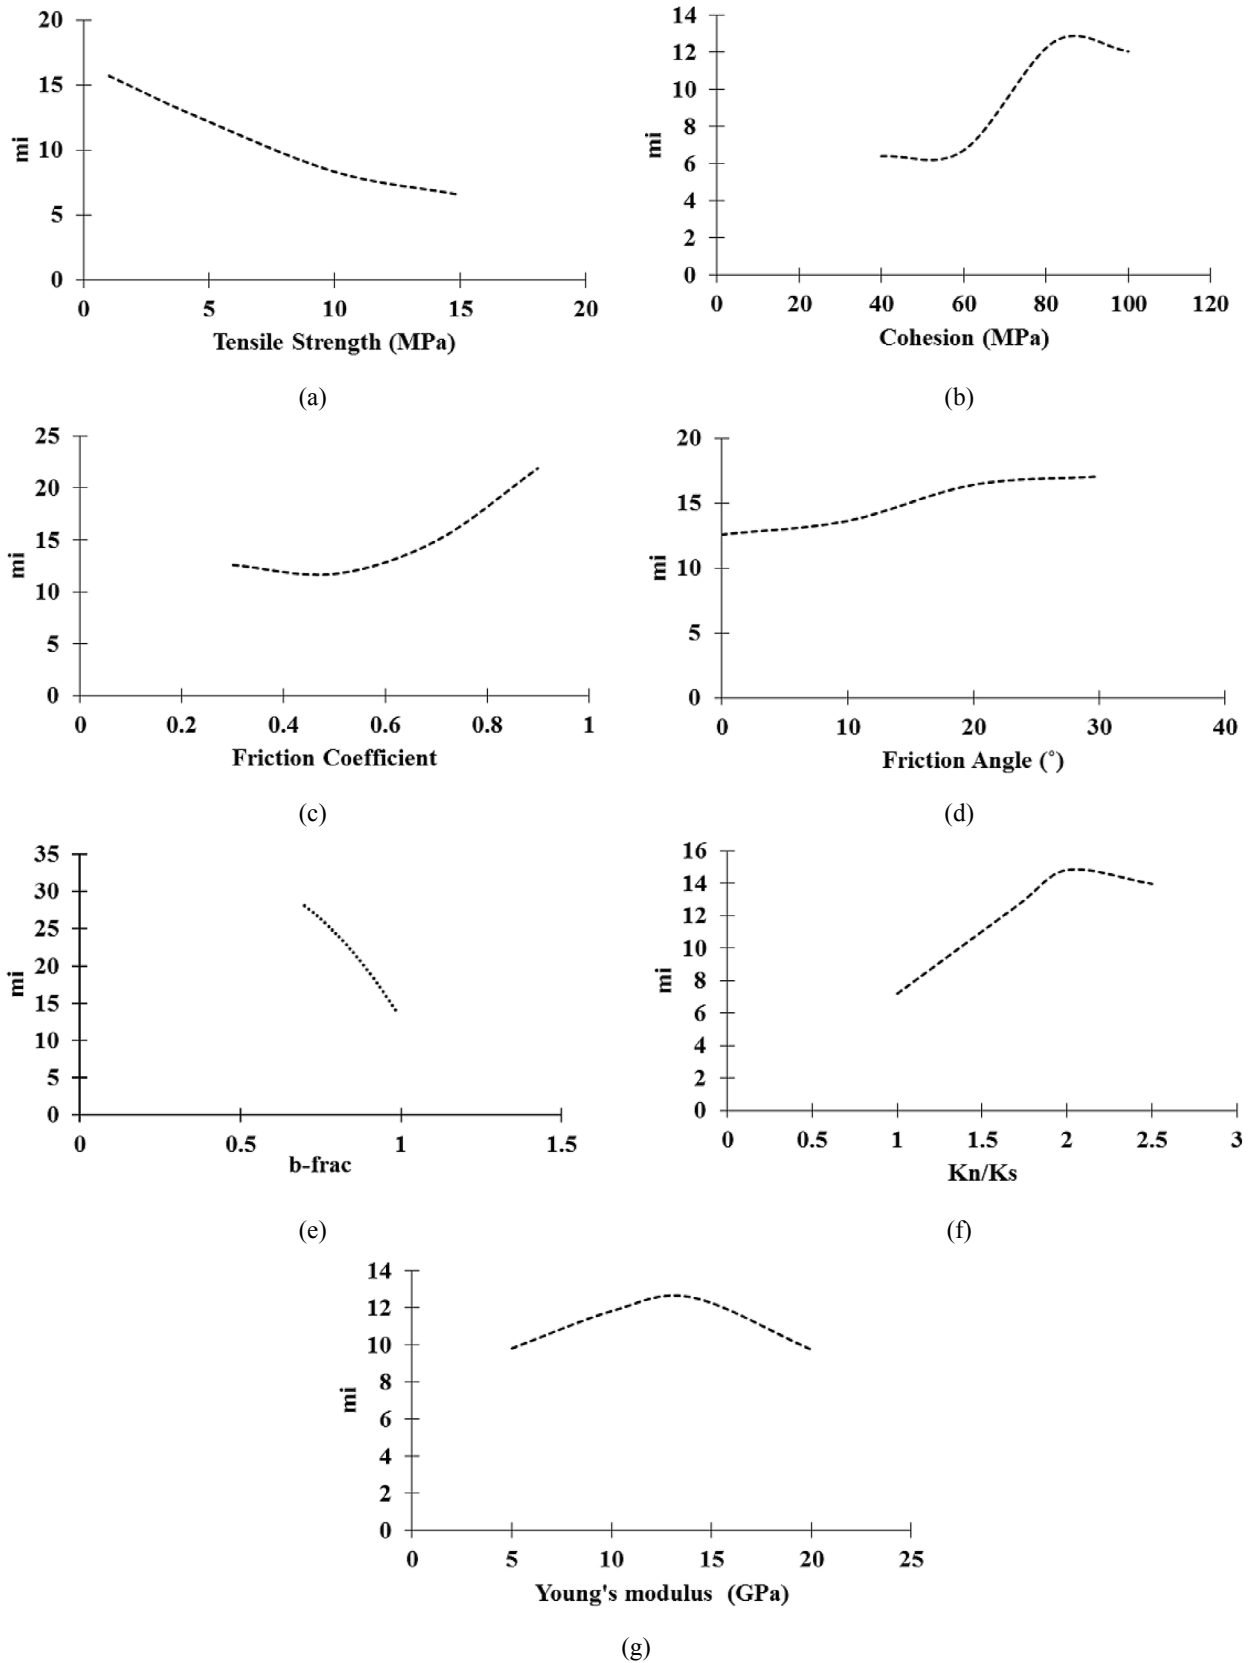 20
15
10
5
0
mi
0 5 10 15 20
Tensile Strength (MPa)
(a)
14
12
10
8
6
4
2
0
mi
0 20 40 60 80 100 120
Cohesion (MPa)
(b)
25
20
15
10
5
0
mi
0 0.2 0.4 0.6 0.8 1
Friction Coefficient
(c)
20
15
10
5
0
mi
0 10 20 30 40
Friction Angle (°)
(d)
35
30
25
20
15
10
5
0
mi
0 0.5 1 1.5
b-frac
(e)
16
14
12
10
8
6
4
2
0
mi
0 0.5 1 1.5 2 2.5 3
Kn/Ks
(f)
14
12
10
8
6
4
2
0
mi
0 5 10 15 20 25
Young's modulus (GPa)
(g)